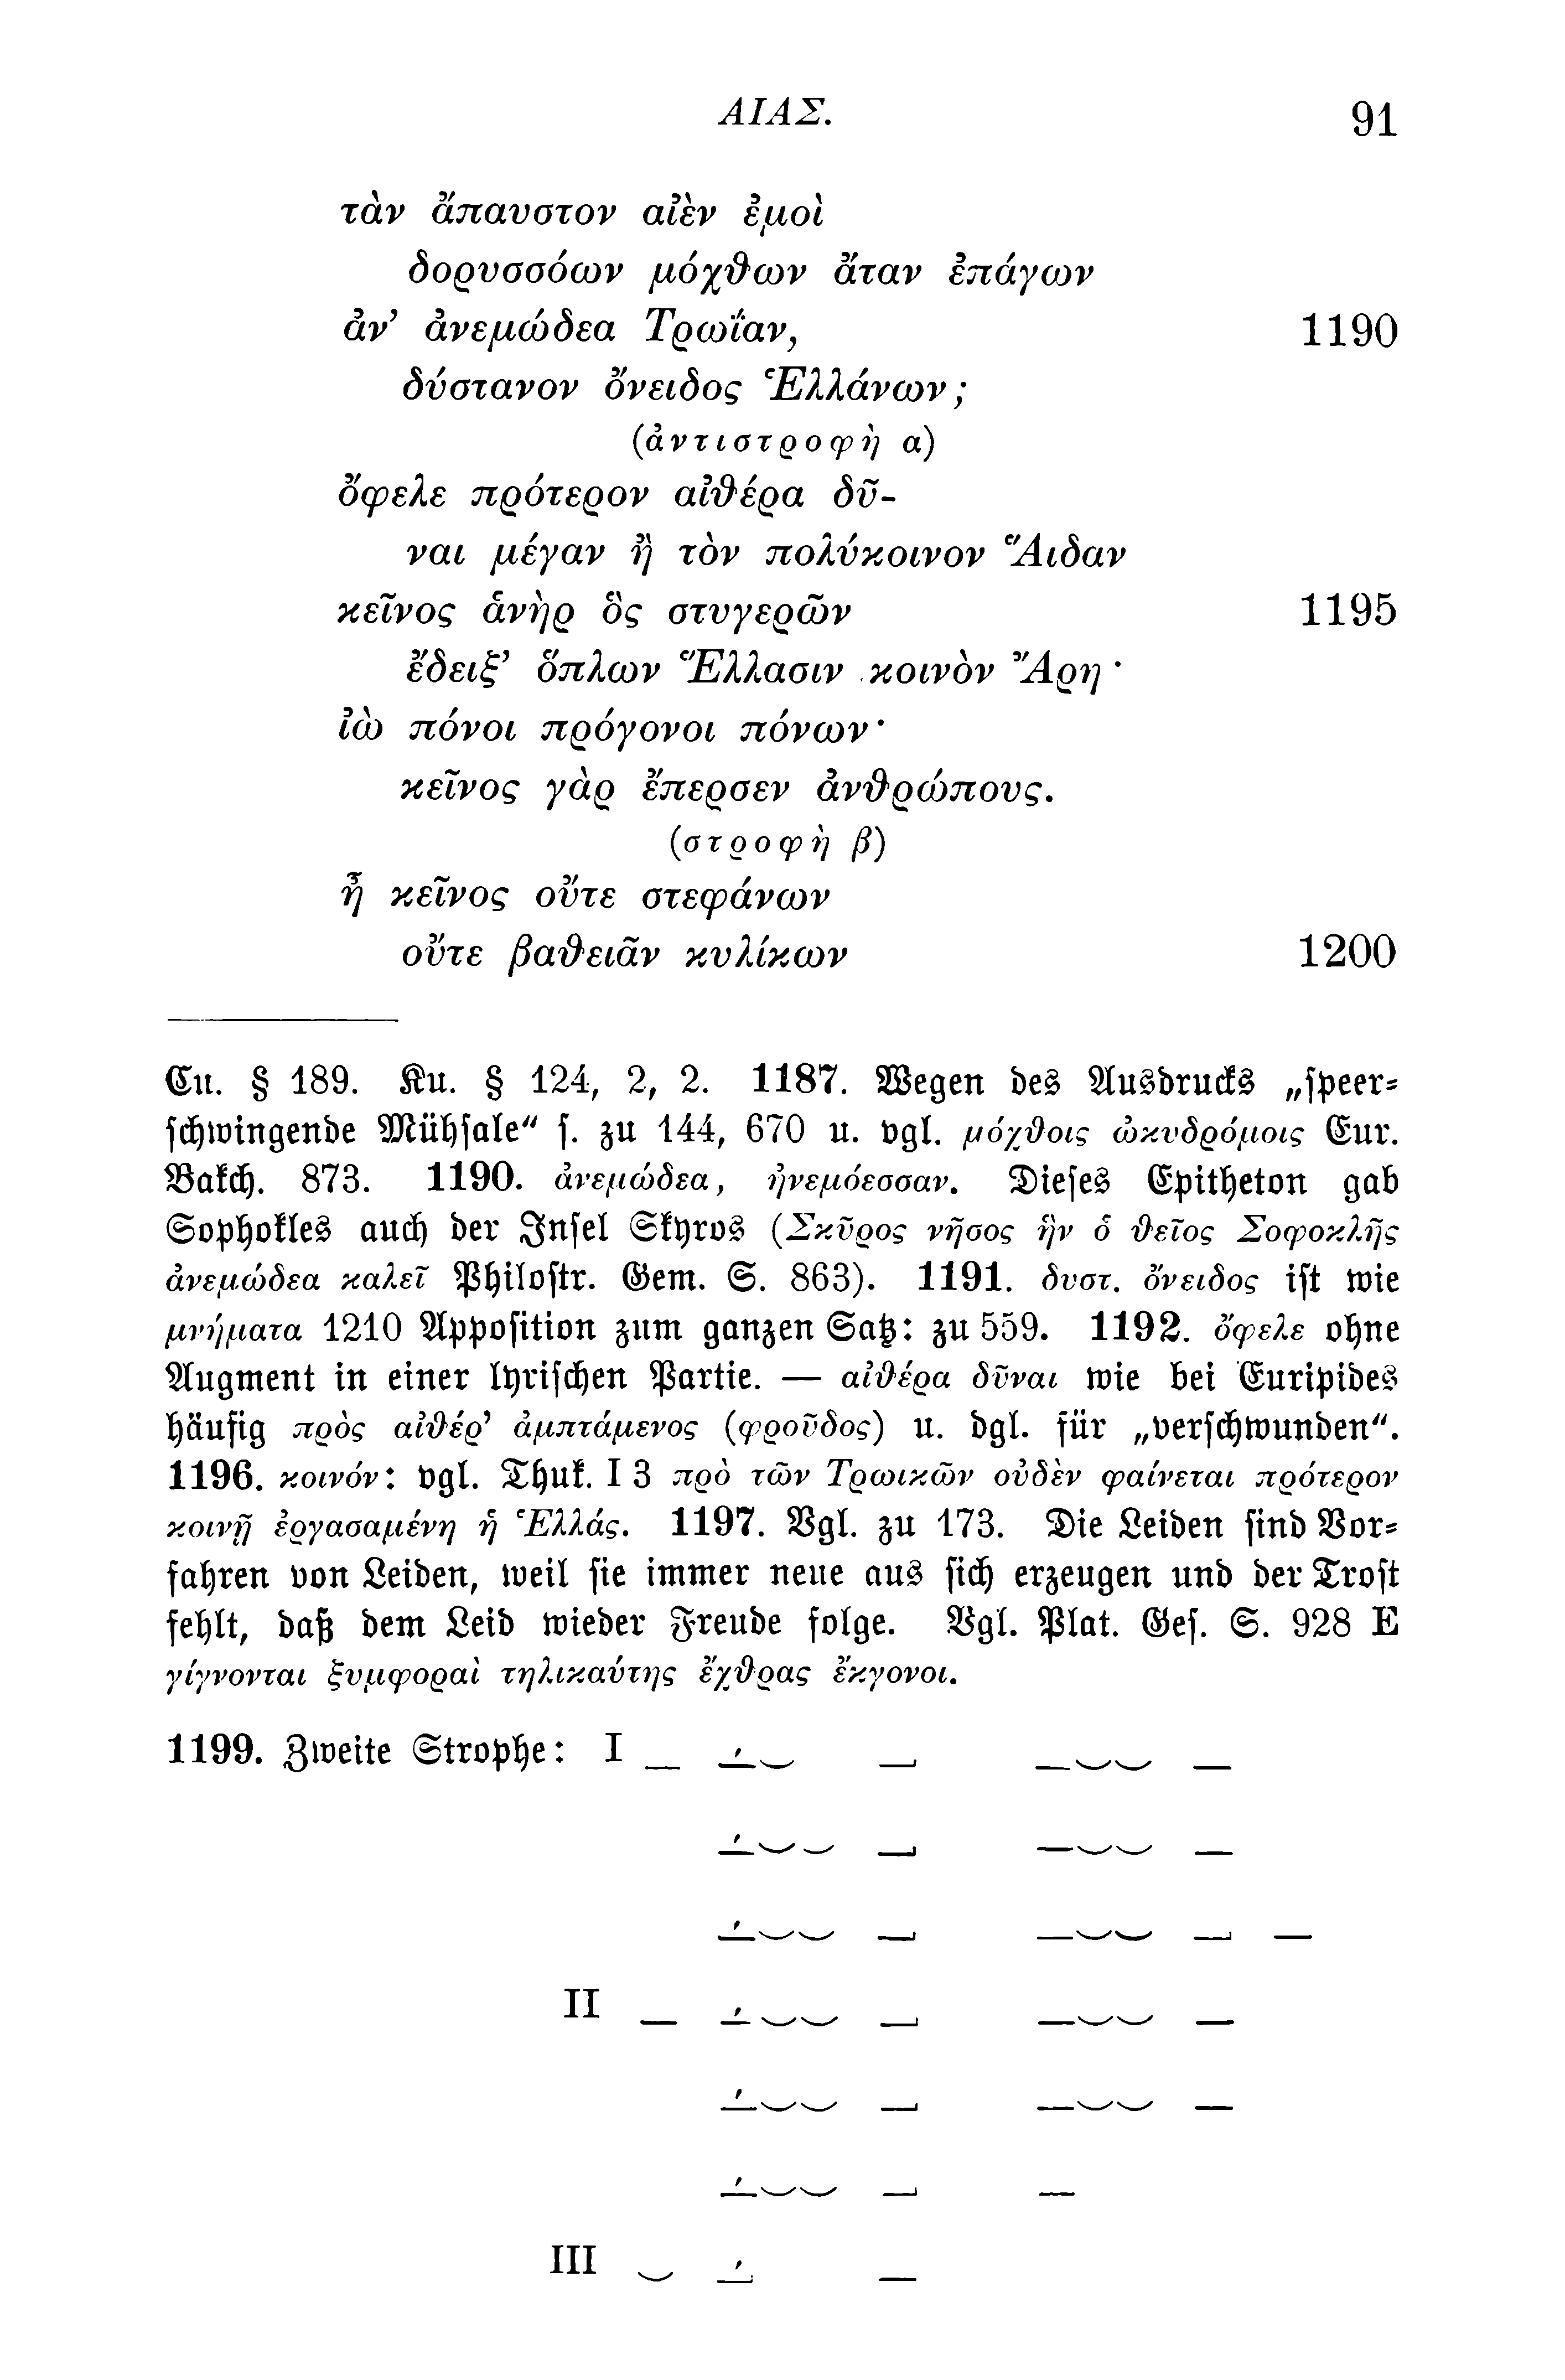 ΑΙΑΣ. 91
τὰν ἄπαυστον αἰὲν ἐμοὶ
δορυσσόων μόχθων ἄταν ἐπάγων
ἀν’ ἀνεμώδεα Τρωΐαν, 1190
δύστανον ὄνειδος Ἑλλάνων;
(ἀντιστροφὴ α)
ὄφελε πρότερον αἰθέρα δῦ-
ναι μέγαν ἢ τὸν πολύκοινον Ἅιδαν
κεῖνος ἁνὴρ ὃς στυγερῶν 1195
ἔδειξ’ ὅπλων Ἕλλασιν κοινὸν Ἄρη·
ἰὼ πόνοι πρόγονοι πόνων·
κεῖνος γὰρ ἔπερσεν ἀνθρώπους.
(στροφὴ β)
ἦ κεῖνος οὔτε στεφάνων
οὔτε βαθειᾶν κυλίκων 1200
En. § 189. Ku. § 124, 2, 2. 1187. Wegen des Ausdrucks „speer-
schwingende Mühsale“ s. zu 144, 670 u. vgl. μόχθοις ὠκυδρόμοις Eur.
Bakch. 873. 1190. ἀνεμώδεα, ἠνεμόεσσαν. Dieses Epitheton gab
Sophokles auch der Insel Skyros (Σκῦρος νῆσος ἣν ὁ θεῖος Σοφοκλῆς
ἀνεμώδεα καλεῖ Philostr. Gem. S. 863). 1191. δυστ. ὄνειδος ist wie
μνήματα 1210 Apposition zum ganzen Satz: zu 559. 1192. ὄφελε ohne
Augment in einer lyrischen Partie. — αἰθέρα δῦναι wie bei Euripides
häufig πρὸς αἰθέρ’ ἀμπτάμενος (φροῦδος) u. dgl. für „verschwunden“.
1196. κοινόν: vgl. Thuk. I 3 πρὸ τῶν Τρωικῶν οὐδὲν φαίνεται πρότερον
κοινῇ ἐργασαμένη ἡ Ἑλλάς. 1197. Vgl. zu 173. Die Leiden sind Vor-
fahren von Leiden, weil sie immer neue aus sich erzeugen und der Trost
fehlt, daß dem Leid wieder Freude folge. Vgl. Plat. Ges. S. 928 E
γίγνονται ξυμφοραὶ τηλικαύτης ἔχθρας ἔκγονοι.
1199. Zweite Strophe: I
II
III